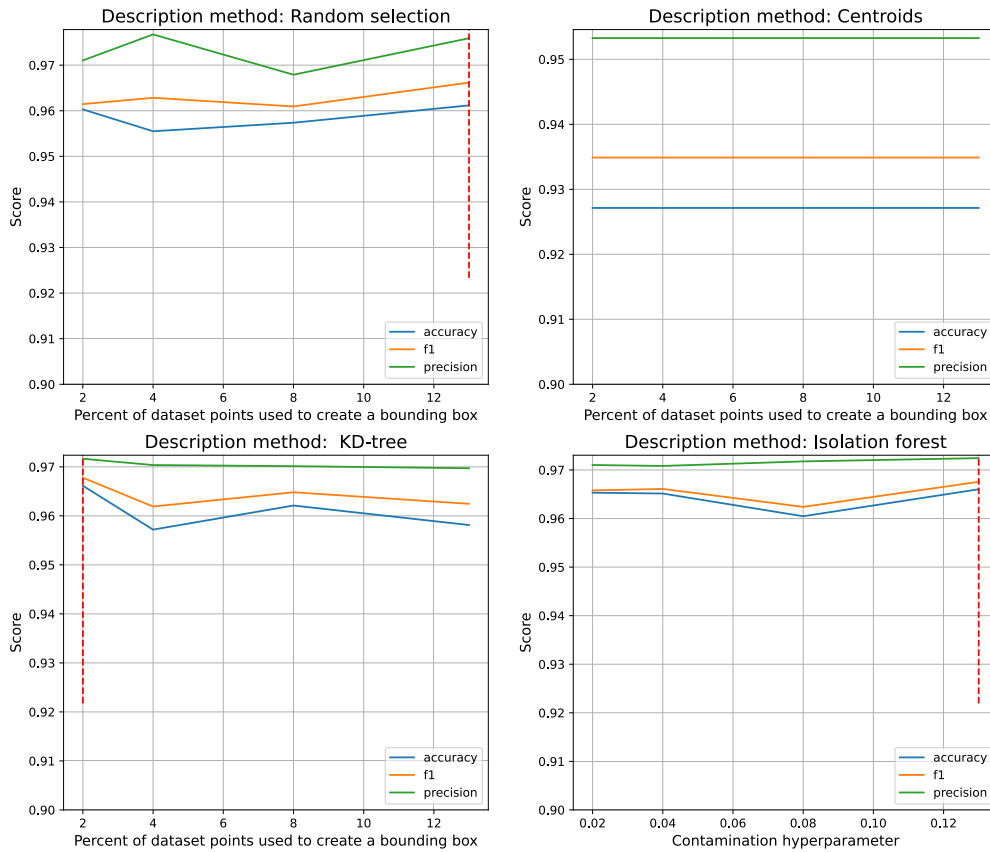 Description method: Random selection
0.97
0.96
0.95
0.94
0.93
0.92
0.91
0.90
Score
2 4 6 8 10 12
Percent of dataset points used to create a bounding box
accuracy
f1
precision
Description method: Centroids
0.95
0.94
0.93
0.92
0.91
0.90
Score
2 4 6 8 10 12
Percent of dataset points used to create a bounding box
accuracy
f1
precision
Description method: KD-tree
0.97
0.96
0.95
0.94
0.93
0.92
0.91
0.90
Score
2 4 6 8 10 12
Percent of dataset points used to create a bounding box
accuracy
f1
precision
Description method: Isolation forest
0.97
0.96
0.95
0.94
0.93
0.92
0.91
0.90
Score
0.02 0.04 0.06 0.08 0.10 0.12
Contamination hyperparameter
accuracy
f1
precision